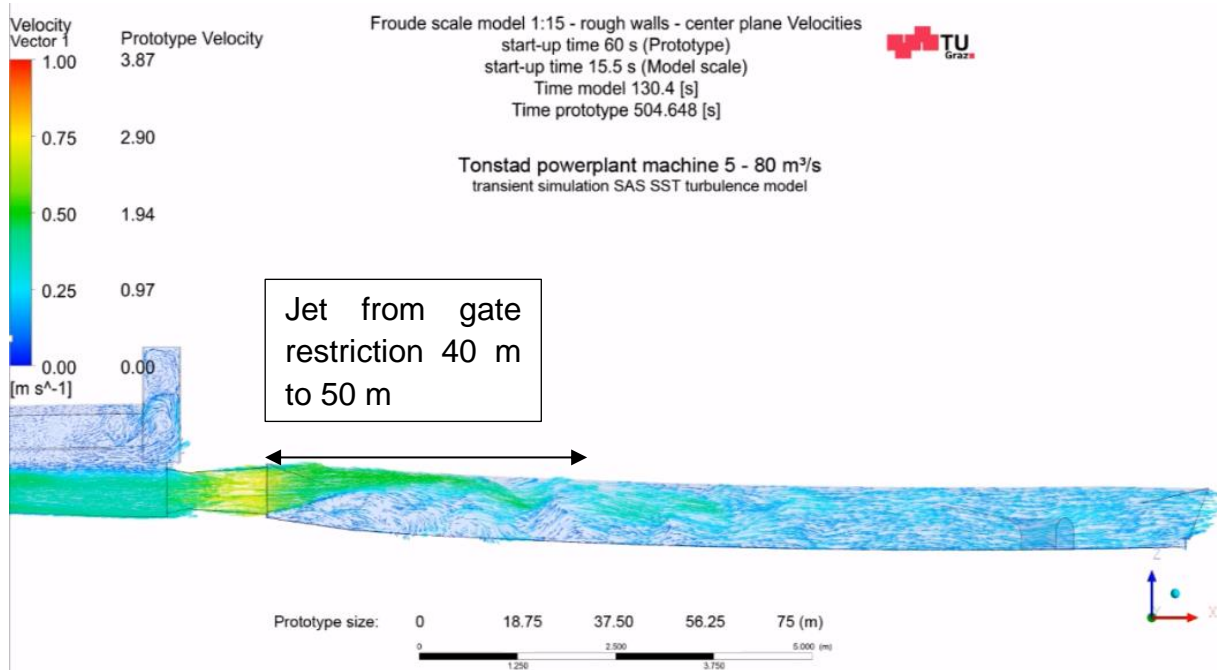 Velocity
Vector 1
Prototype Velocity
1.00
3.87
0.75
2.90
0.50
1.94
0.25
0.97
0.00
0.00
[m s^-1]
Froude scale model 1:15 - rough walls - center plane Velocities
start-up time 60 s (Prototype)
start-up time 15.5 s (Model scale)
Time model 130.4 [s]
Time prototype 504.648 [s]
TU
Graz
Tonstad powerplant machine 5 - 80 m³/s
transient simulation SAS SST turbulence model
Jet from gate
restriction 40 m
to 50 m
Z
Y
X
Prototype size: 0 18.75 37.50 56.25 75 (m)
0 2.500 5.000 (m)
1.250 3.750